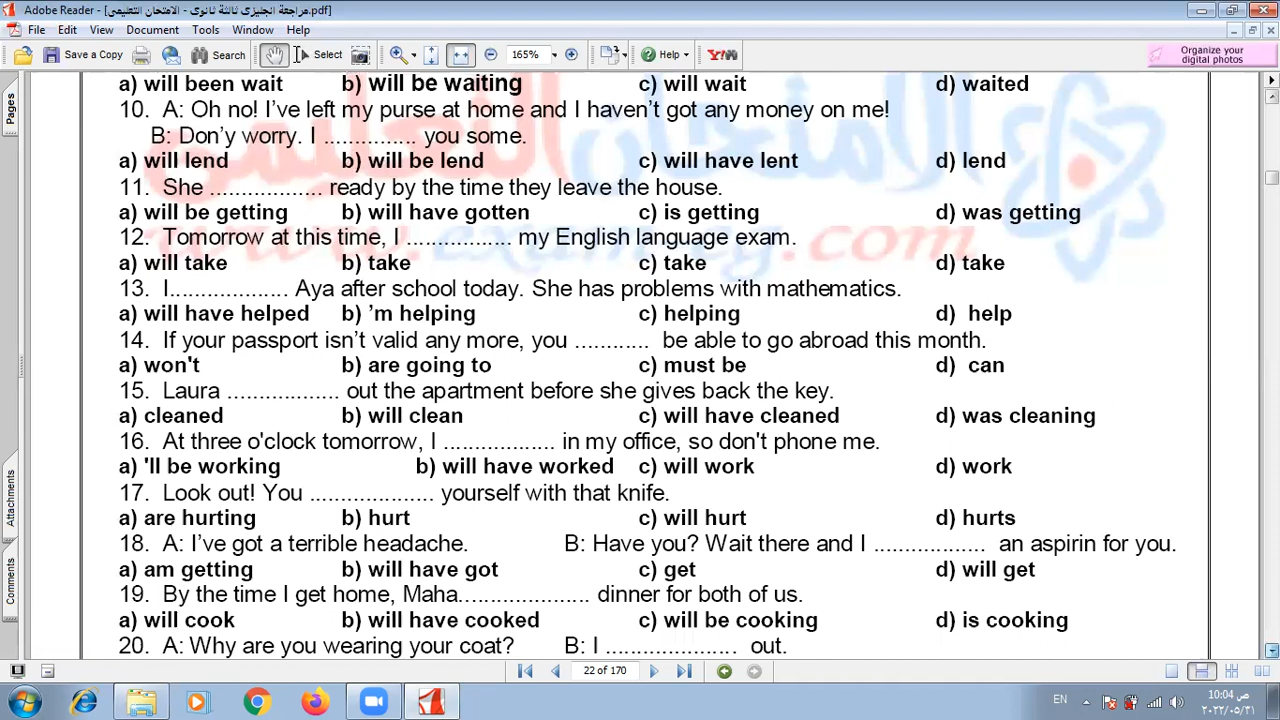 Adobe Reader - [مراجعة انجليزى ثالثة ثانوى - الامتحان التعليمى.pdf]
File Edit View Document Tools Window Help
Save a Copy Search Select 165% Help Y! Organize your digital photos
a) will been wait b) will be waiting c) will wait d) waited
10. A: Oh no! I've left my purse at home and I haven't got any money on me!
B: Don'y worry. I ............... you some.
a) will lend b) will be lend c) will have lent d) lend
11. She .................. ready by the time they leave the house.
a) will be getting b) will have gotten c) is getting d) was getting
12. Tomorrow at this time, I ................. my English language exam.
a) will take b) take c) take d) take
13. I................... Aya after school today. She has problems with mathematics.
a) will have helped b) 'm helping c) helping d) help
14. If your passport isn't valid any more, you ............ be able to go abroad this month.
a) won't b) are going to c) must be d) can
15. Laura .................. out the apartment before she gives back the key.
a) cleaned b) will clean c) will have cleaned d) was cleaning
16. At three o'clock tomorrow, I .................. in my office, so don't phone me.
a) 'll be working b) will have worked c) will work d) work
17. Look out! You .................... yourself with that knife.
a) are hurting b) hurt c) will hurt d) hurts
18. A: I've got a terrible headache. B: Have you? Wait there and I .................. an aspirin for you.
a) am getting b) will have got c) get d) will get
19. By the time I get home, Maha..................... dinner for both of us.
a) will cook b) will have cooked c) will be cooking d) is cooking
20. A: Why are you wearing your coat? B: I ..................... out.
الامتحان التعليمى
www.exameg.com
Pages
Attachments
Comments
22 of 170
EN 10:04 ص
٢٠٢٢/٠٥/٣١